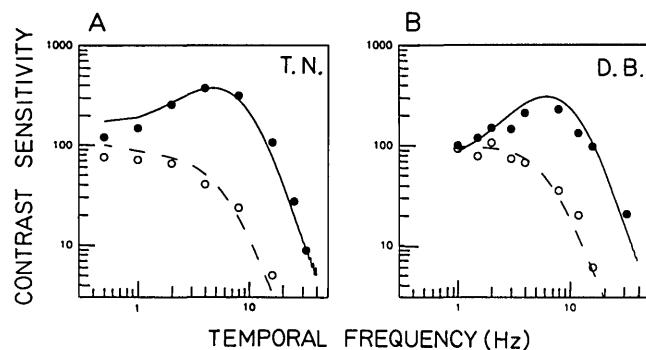 A
B
T.N.
D.B.
CONTRAST SENSITIVITY
1000
100
10
1
10
1000
100
10
1
10
TEMPORAL FREQUENCY (Hz)